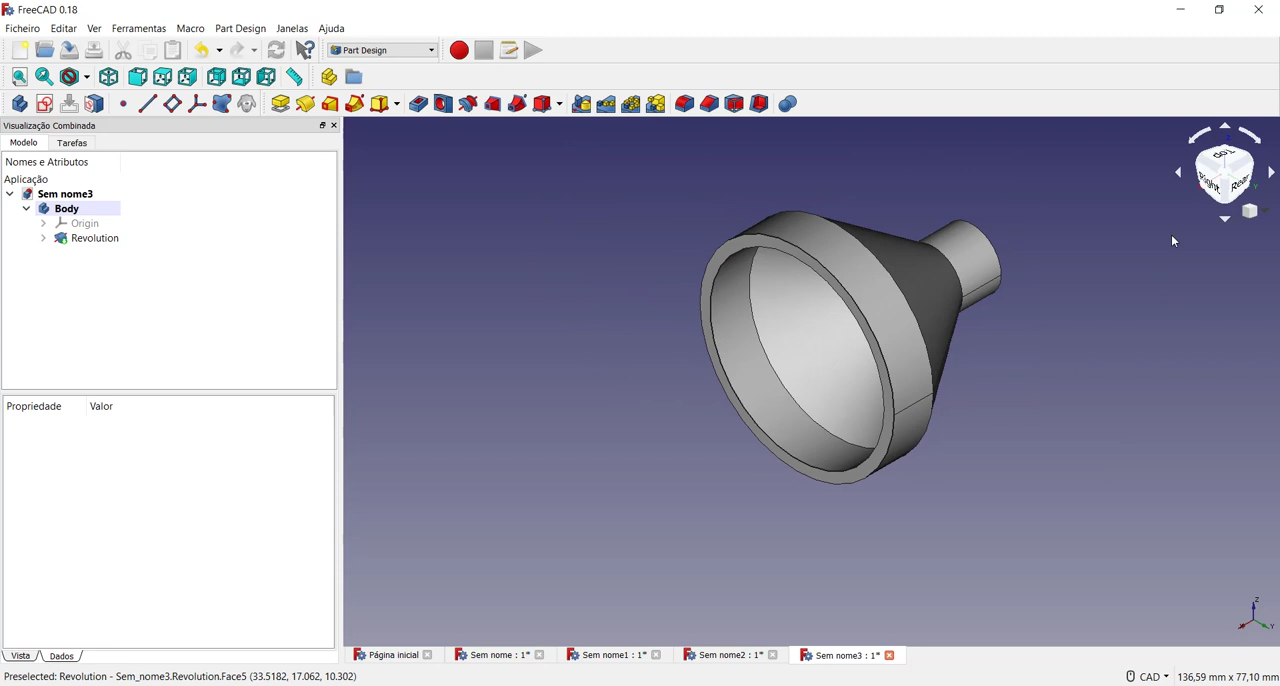 FreeCAD 0.18
Ficheiro Editar Ver Ferramentas Macro Part Design Janelas Ajuda
Part Design
Visualização Combinada
Modelo Tarefas
Nomes e Atributos
Aplicação
Sem nome3
Body
Origin
Revolution
Top
Right Rear
Propriedade Valor
Z
X Y
Vista Dados
Página inicial Sem nome : 1* Sem nome1 : 1* Sem nome2 : 1* Sem nome3 : 1*
Preselected: Revolution - Sem_nome3.Revolution.Face5 (33.5182, 17.062, 10.302) CAD 136,59 mm x 77,10 mm